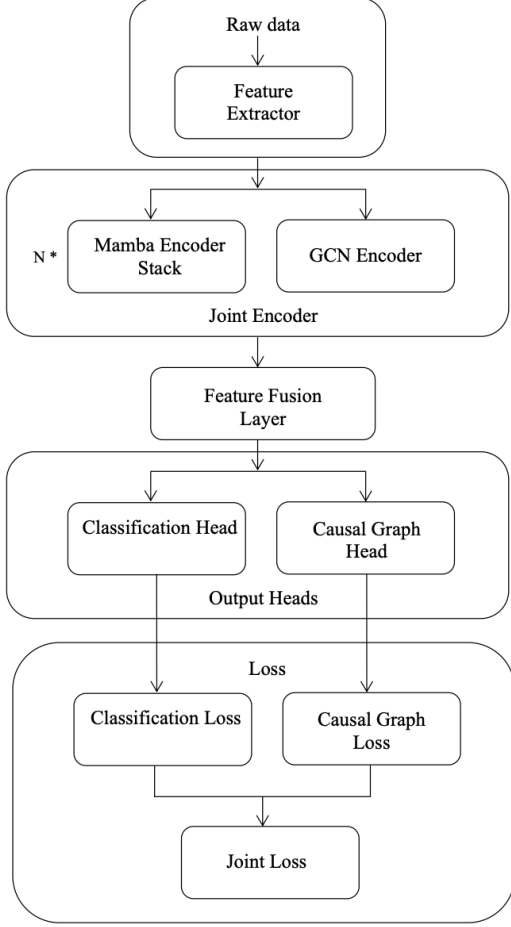 Raw data
Feature
Extractor
N *
Mamba Encoder
Stack
GCN Encoder
Joint Encoder
Feature Fusion
Layer
Classification Head
Causal Graph
Head
Output Heads
Loss
Classification Loss
Causal Graph
Loss
Joint Loss